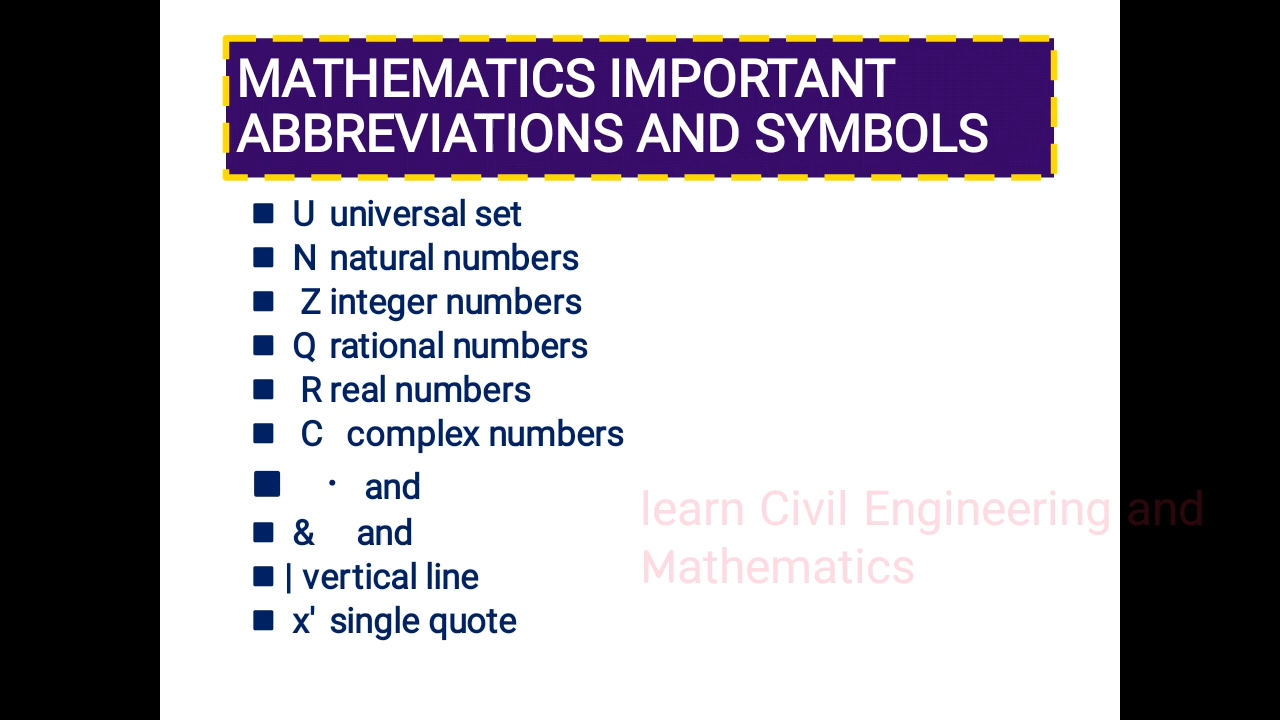 MATHEMATICS IMPORTANT
ABBREVIATIONS AND SYMBOLS
■ U universal set
■ N natural numbers
■ Z integer numbers
■ Q rational numbers
■ R real numbers
■ C complex numbers
■ · and
■ & and
■ | vertical line
■ x' single quote
learn Civil Engineering and
Mathematics